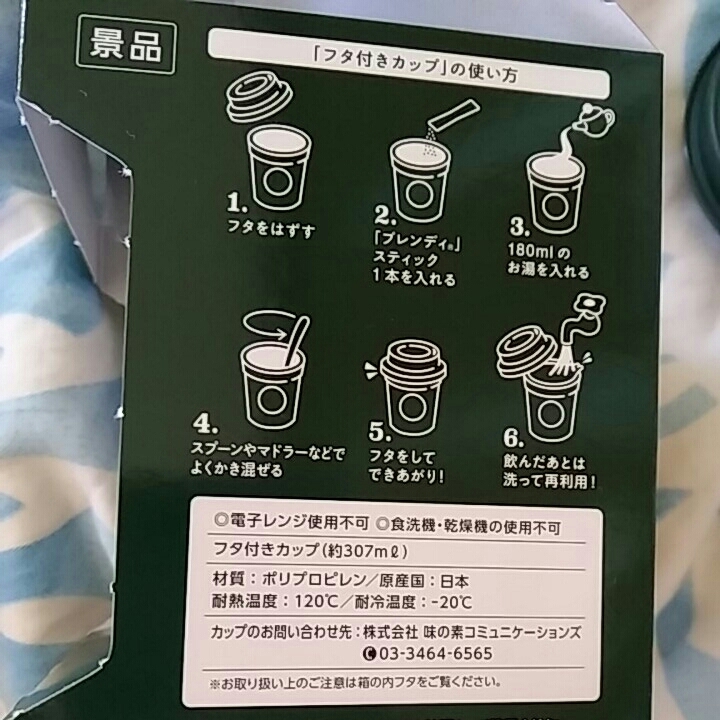 景品
「フタ付きカップ」の使い方
1.
フタをはずす
2.
「ブレンディ®」
スティック
1本を入れる
3.
180mlの
お湯を入れる
4.
スプーンやマドラーなどで
よくかき混ぜる
5.
フタをして
できあがり!
6.
飲んだあとは
洗って再利用!
◎電子レンジ使用不可 ◎食洗機・乾燥機の使用不可
フタ付きカップ(約307mℓ)
材質:ポリプロピレン/原産国:日本
耐熱温度:120℃/耐冷温度:-20℃
カップのお問い合わせ先:株式会社 味の素コミュニケーションズ
03-3464-6565
※お取り扱い上のご注意は箱の内フタをご覧ください。